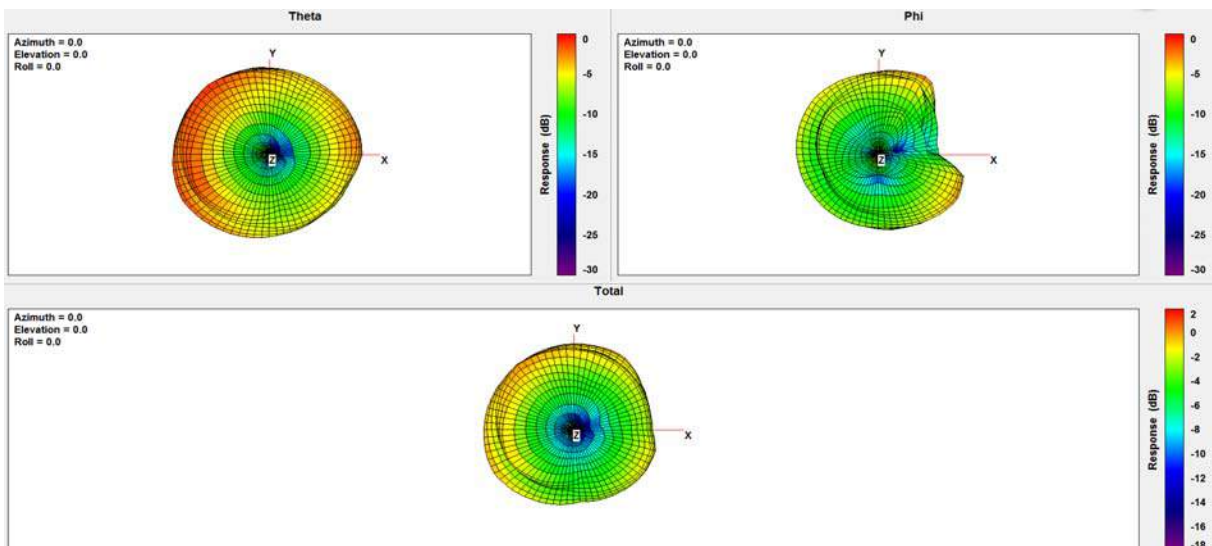 Theta
Azimuth = 0.0
Elevation = 0.0
Roll = 0.0
Y
X
Z
0
-5
-10
-15
-20
-25
-30
Response (dB)
Phi
Azimuth = 0.0
Elevation = 0.0
Roll = 0.0
Y
X
Z
0
-5
-10
-15
-20
-25
-30
Response (dB)
Total
Azimuth = 0.0
Elevation = 0.0
Roll = 0.0
Y
X
Z
2
0
-2
-4
-6
-8
-10
-12
-14
-16
-18
Response (dB)